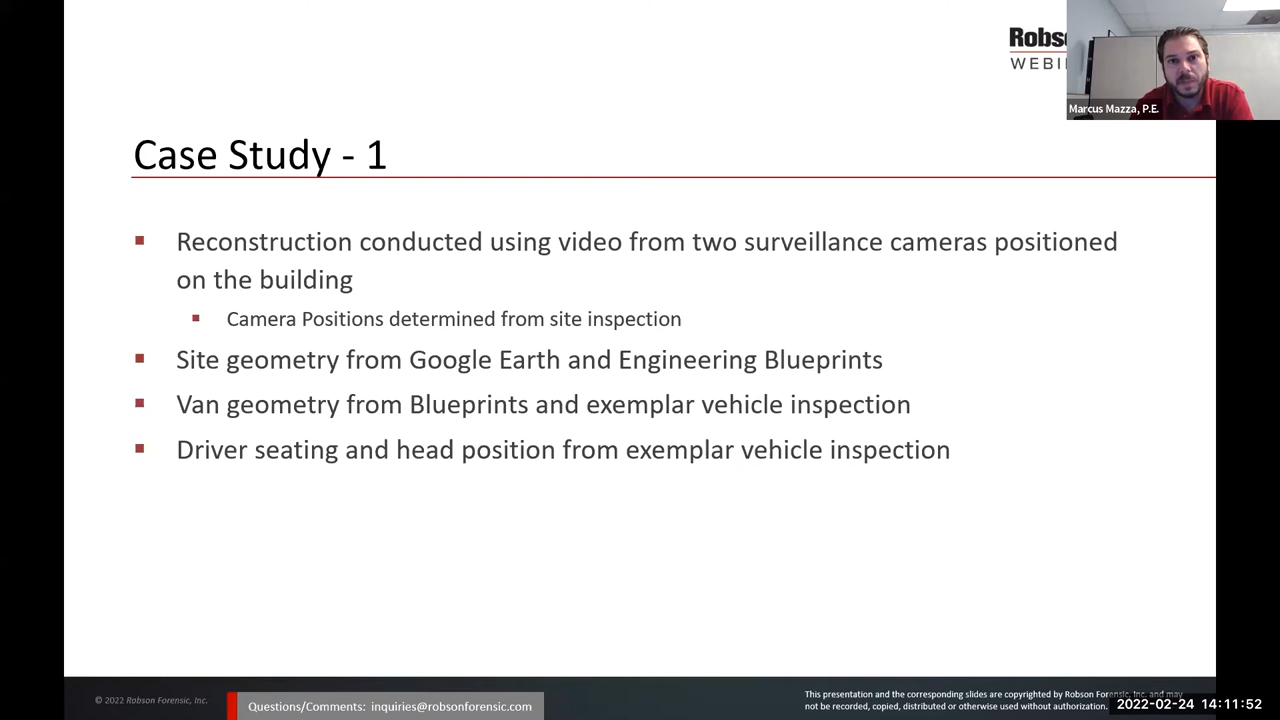 Robs
WEBI
Marcus Mazza, P.E.
Case Study - 1
Reconstruction conducted using video from two surveillance cameras positioned
on the building
Camera Positions determined from site inspection
Site geometry from Google Earth and Engineering Blueprints
Van geometry from Blueprints and exemplar vehicle inspection
Driver seating and head position from exemplar vehicle inspection
© 2022 Robson Forensic, Inc.
Questions/Comments: inquiries@robsonforensic.com
This presentation and the corresponding slides are copyrighted by Robson Forensic, Inc. and may
not be recorded, copied, distributed or otherwise used without authorization.
2022-02-24 14:11:52